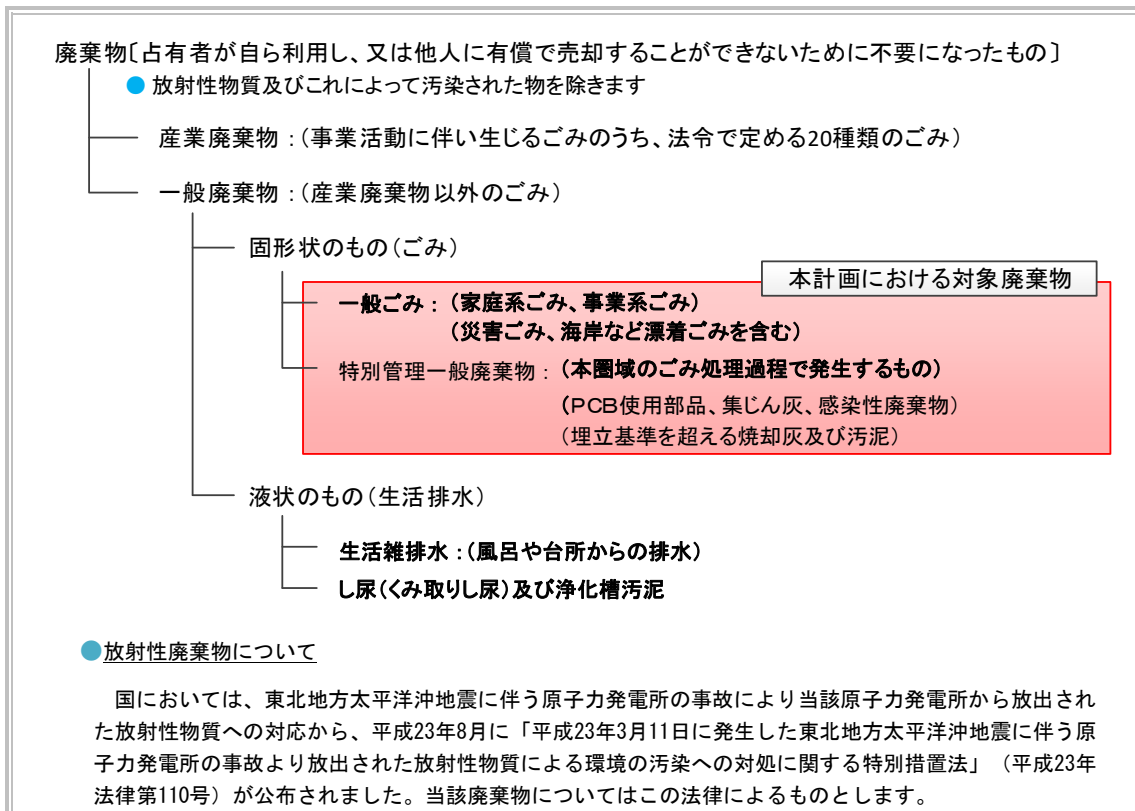 廃棄物〔占有者が自ら利用し、又は他人に有償で売却することができないために不要になったもの〕
● 放射性物質及びこれによって汚染された物を除きます
産業廃棄物：（事業活動に伴い生じるごみのうち、法令で定める20種類のごみ）
一般廃棄物：（産業廃棄物以外のごみ）
固形状のもの（ごみ）
本計画における対象廃棄物
一般ごみ：（家庭系ごみ、事業系ごみ）
（災害ごみ、海岸など漂着ごみを含む）
特別管理一般廃棄物：（本圏域のごみ処理過程で発生するもの）
（PCB使用部品、集じん灰、感染性廃棄物）
（埋立基準を超える焼却灰及び汚泥）
液状のもの（生活排水）
生活雑排水：（風呂や台所からの排水）
し尿（くみ取りし尿）及び浄化槽汚泥
●放射性廃棄物について
国においては、東北地方太平洋沖地震に伴う原子力発電所の事故により当該原子力発電所から放出され
た放射性物質への対応から、平成23年8月に「平成23年3月11日に発生した東北地方太平洋沖地震に伴う原
子力発電所の事故より放出された放射性物質による環境の汚染への対処に関する特別措置法」（平成23年
法律第110号）が公布されました。当該廃棄物についてはこの法律によるものとします。